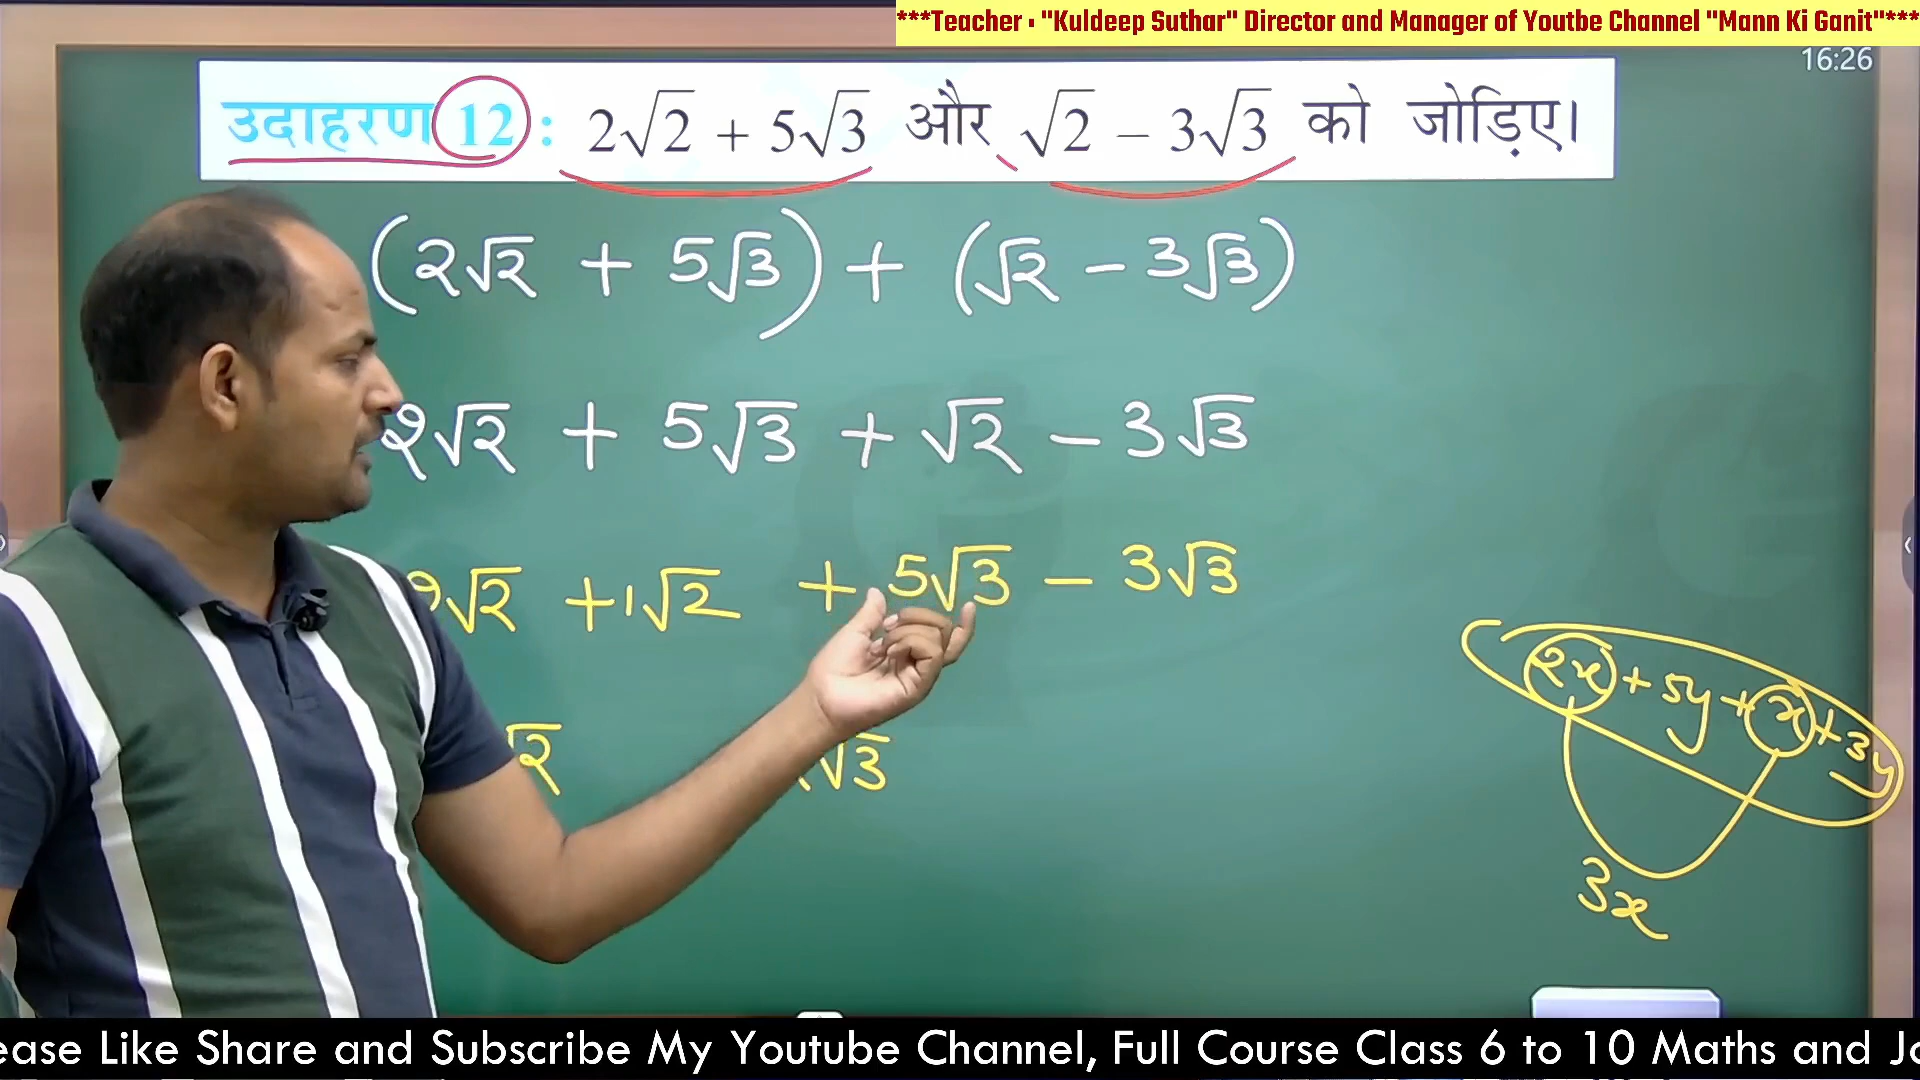 ***Teacher : "Kuldeep Suthar" Director and Manager of Youtbe Channel "Mann Ki Ganit"***
16:26
उदाहरण 12 : 2√2 + 5√3 और √2 – 3√3 को जोड़िए।
(2√2 + 5√3) + (√2 – 3√3)
2√2 + 5√3 + √2 – 3√3
2√2 + 1√2 + 5√3 – 3√3
√2 √3
2x + 5y + x + 3y
3x
ease Like Share and Subscribe My Youtube Channel, Full Course Class 6 to 10 Maths and